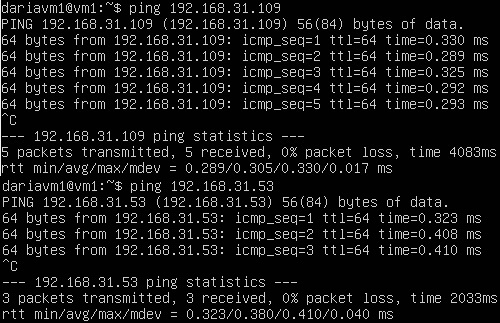 dariavm1@vm1:~$ ping 192.168.31.109
PING 192.168.31.109 (192.168.31.109) 56(84) bytes of data.
64 bytes from 192.168.31.109: icmp_seq=1 ttl=64 time=0.330 ms
64 bytes from 192.168.31.109: icmp_seq=2 ttl=64 time=0.289 ms
64 bytes from 192.168.31.109: icmp_seq=3 ttl=64 time=0.325 ms
64 bytes from 192.168.31.109: icmp_seq=4 ttl=64 time=0.292 ms
64 bytes from 192.168.31.109: icmp_seq=5 ttl=64 time=0.293 ms
^C
--- 192.168.31.109 ping statistics ---
5 packets transmitted, 5 received, 0% packet loss, time 4083ms
rtt min/avg/max/mdev = 0.289/0.305/0.330/0.017 ms
dariavm1@vm1:~$ ping 192.168.31.53
PING 192.168.31.53 (192.168.31.53) 56(84) bytes of data.
64 bytes from 192.168.31.53: icmp_seq=1 ttl=64 time=0.323 ms
64 bytes from 192.168.31.53: icmp_seq=2 ttl=64 time=0.408 ms
64 bytes from 192.168.31.53: icmp_seq=3 ttl=64 time=0.410 ms
^C
--- 192.168.31.53 ping statistics ---
3 packets transmitted, 3 received, 0% packet loss, time 2033ms
rtt min/avg/max/mdev = 0.323/0.380/0.410/0.040 ms